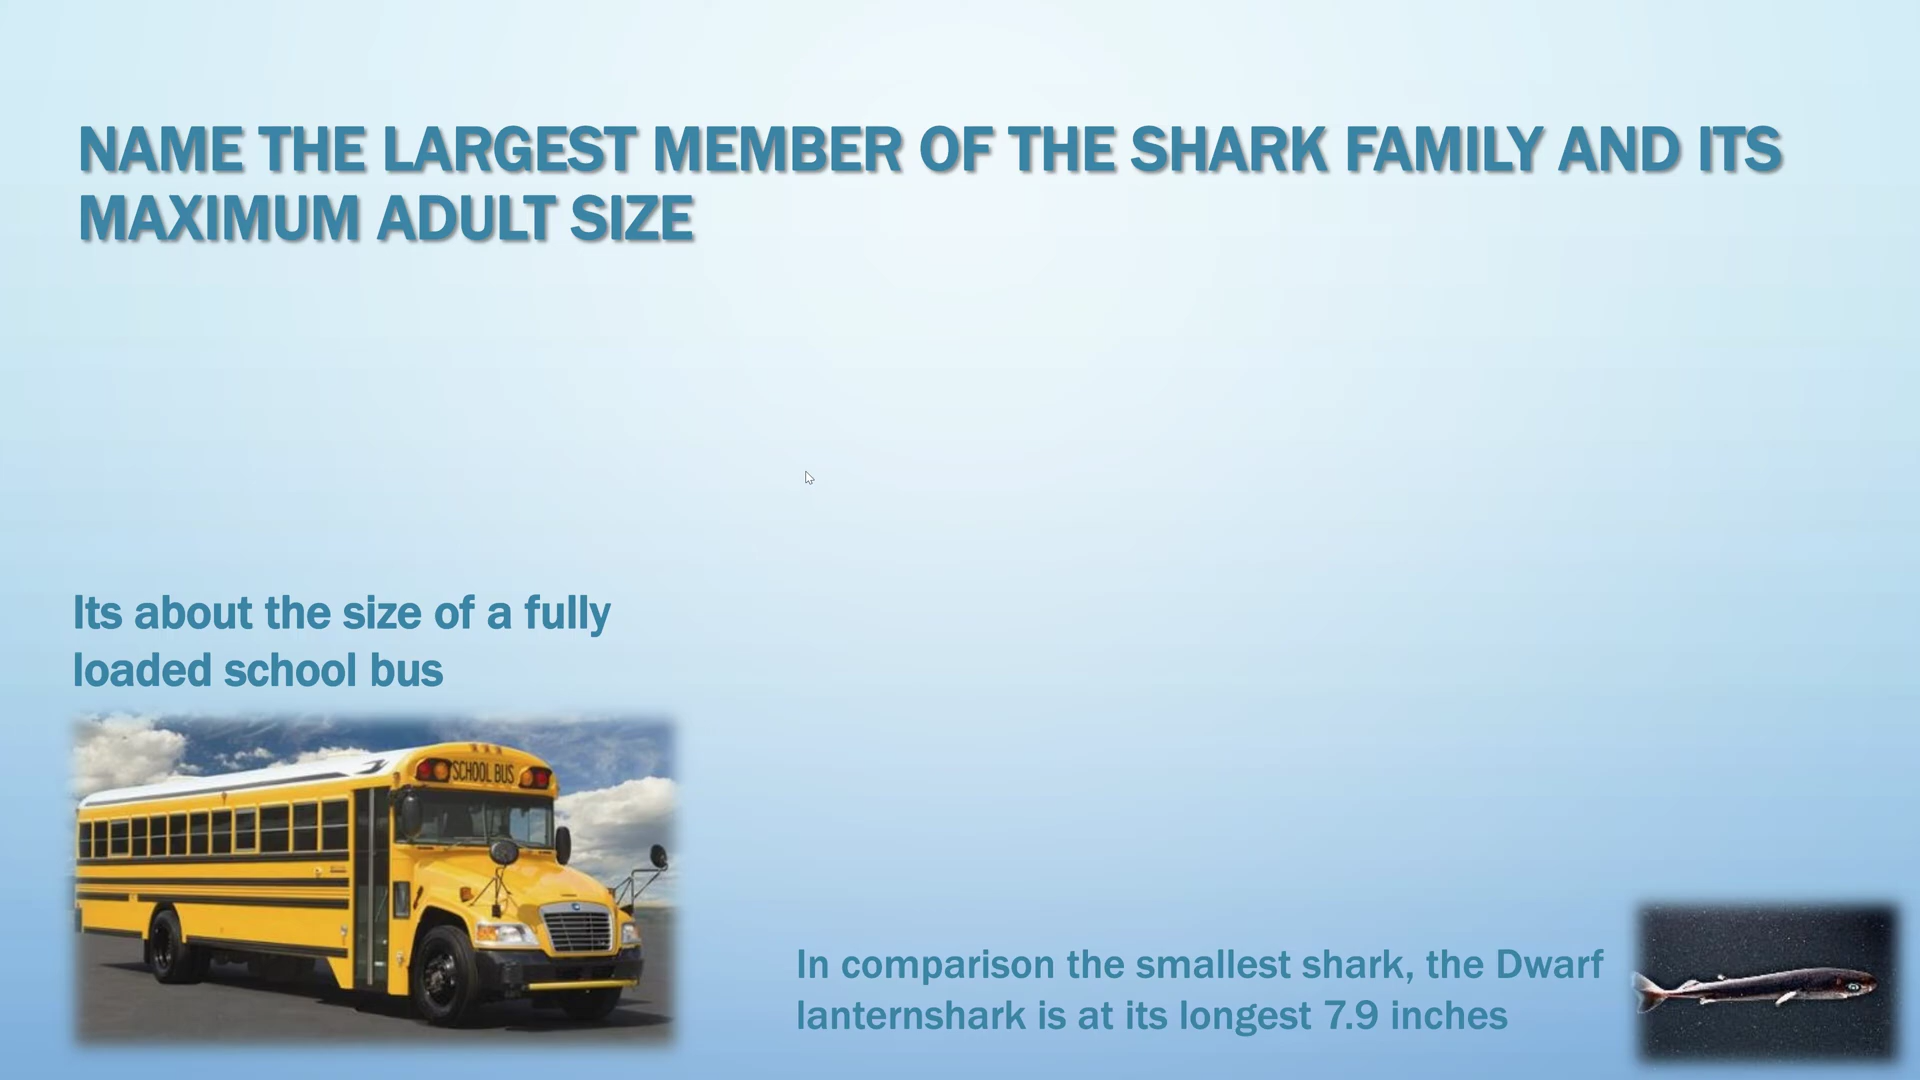 NAME THE LARGEST MEMBER OF THE SHARK FAMILY AND ITS
MAXIMUM ADULT SIZE
Its about the size of a fully
loaded school bus
SCHOOL BUS
In comparison the smallest shark, the Dwarf
lanternshark is at its longest 7.9 inches